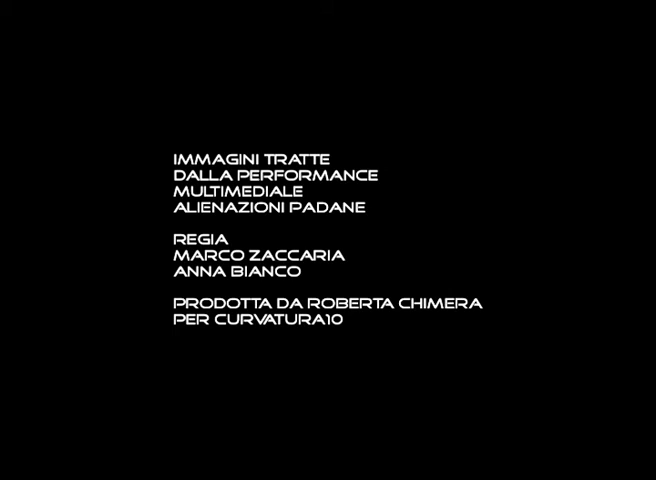 IMMAGINI TRATTE
DALLA PERFORMANCE
MULTIMEDIALE
ALIENAZIONI PADANE
REGIA
MARCO ZACCARIA
ANNA BIANCO
PRODOTTA DA ROBERTA CHIMERA
PER CURVATURA10